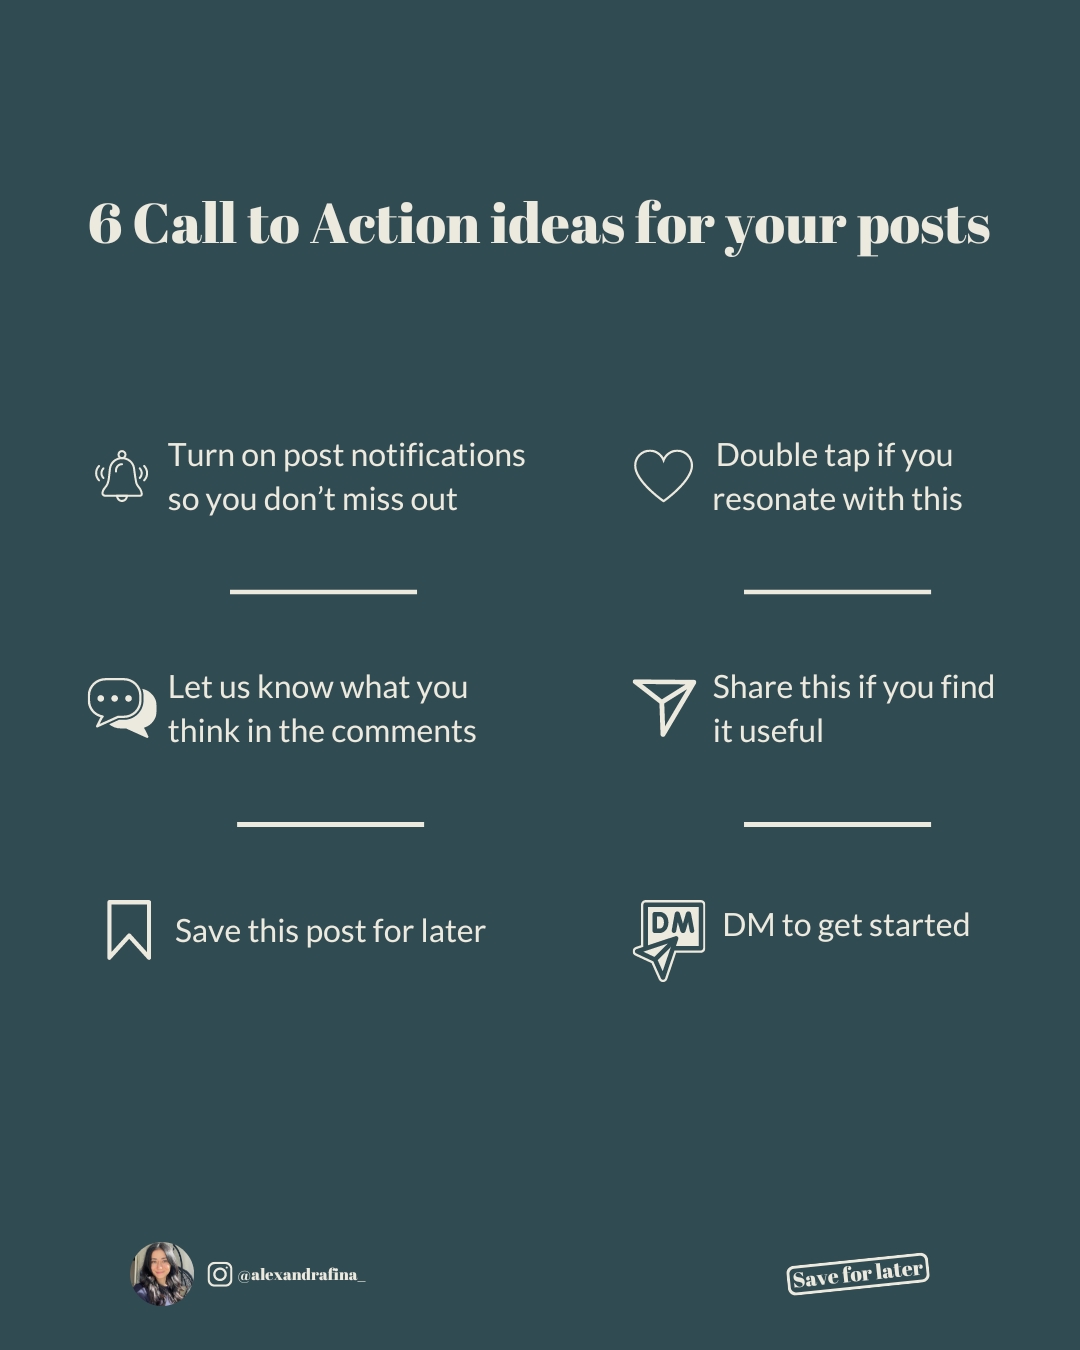 6 Call to Action ideas for your posts
Turn on post notifications
so you don’t miss out
Double tap if you
resonate with this
Let us know what you
think in the comments
Share this if you find
it useful
Save this post for later
DM
DM to get started
@alexandrafina_
Save for later